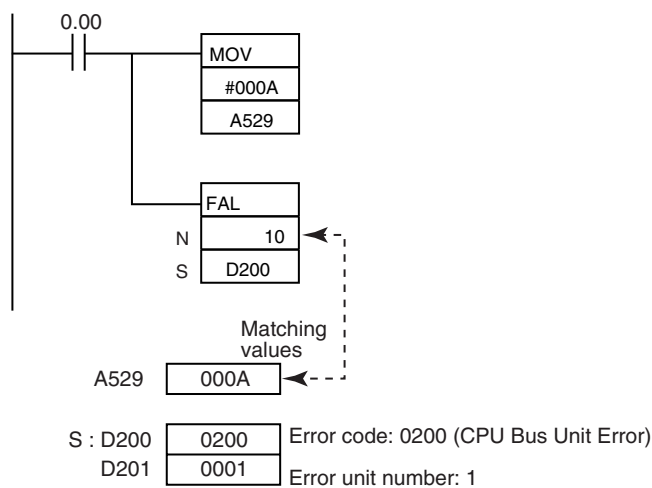 0.00
MOV
#000A
A529
FAL
N 10
S D200
Matching
values
A529 000A
S : D200 0200 Error code: 0200 (CPU Bus Unit Error)
D201 0001 Error unit number: 1